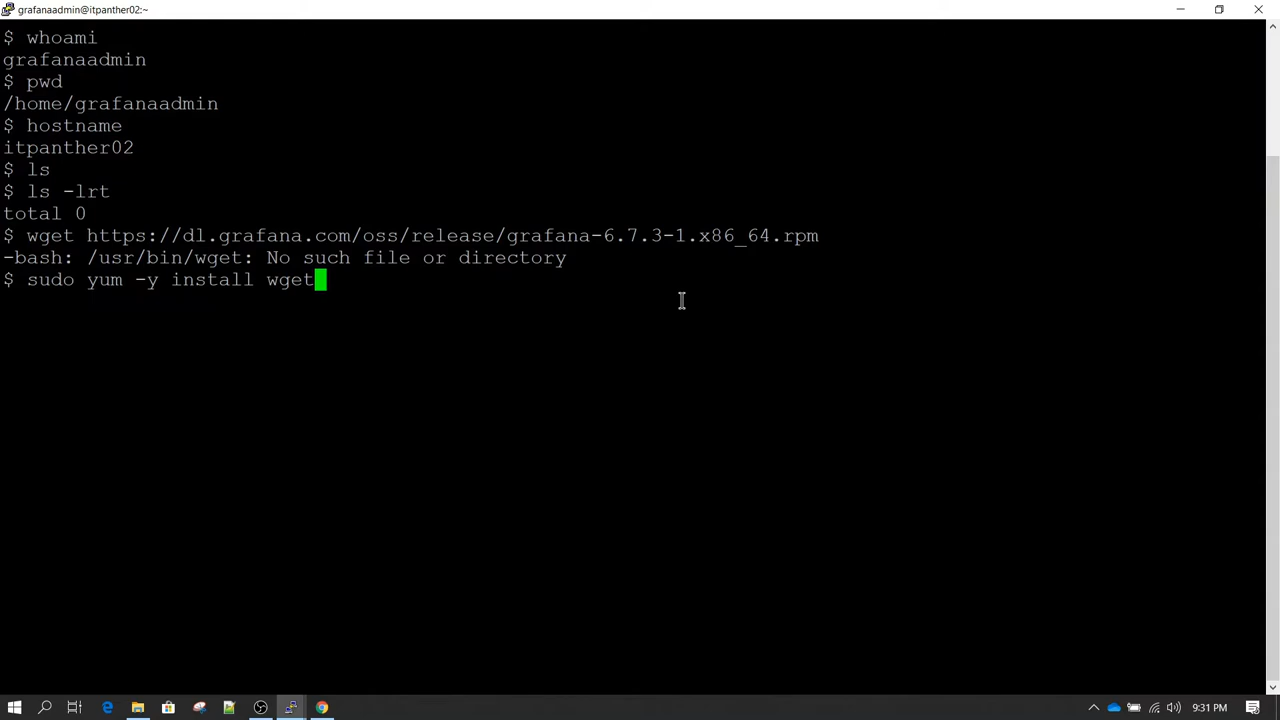 grafanaadmin@itpanther02:~
$ whoami
grafanaadmin
$ pwd
/home/grafanaadmin
$ hostname
itpanther02
$ ls
$ ls -lrt
total 0
$ wget https://dl.grafana.com/oss/release/grafana-6.7.3-1.x86_64.rpm
-bash: /usr/bin/wget: No such file or directory
$ sudo yum -y install wget
9:31 PM